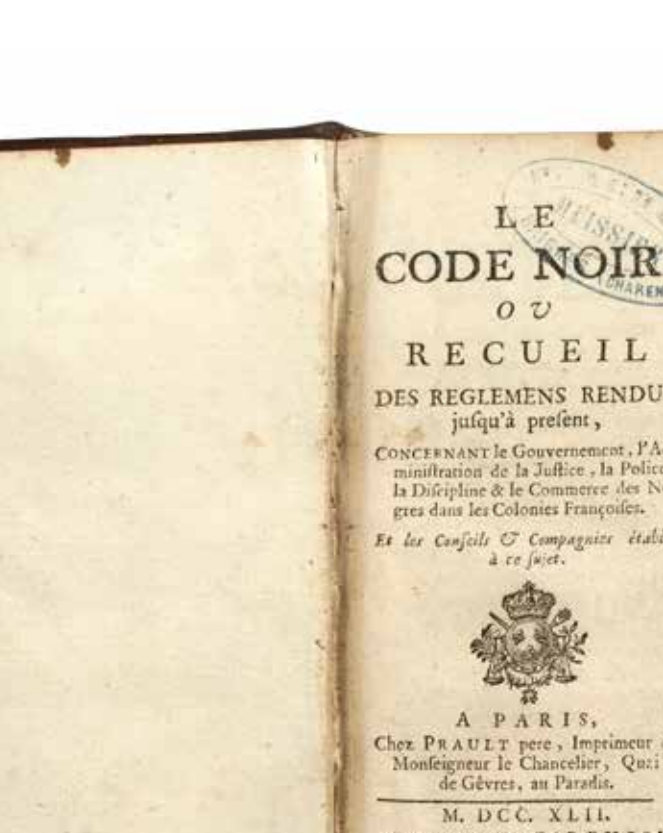 LE
CODE NOIR
OU
RECUEIL
DES REGLEMENS RENDU
juſqu'à preſent,
CONCERNANT le Gouvernement, l'A
miniſtration de la Juſtice, la Police
la Diſcipline & le Commerce des N
gres dans les Colonies Françoiſes.
Et les Conſeils & Compagnies établi
à ce ſujet.
A PARIS,
Chez PRAULT pere, Imprimeur
Monſeigneur le Chancelier, Quai
de Gêvres, au Paradis.
M. DCC. XLII.